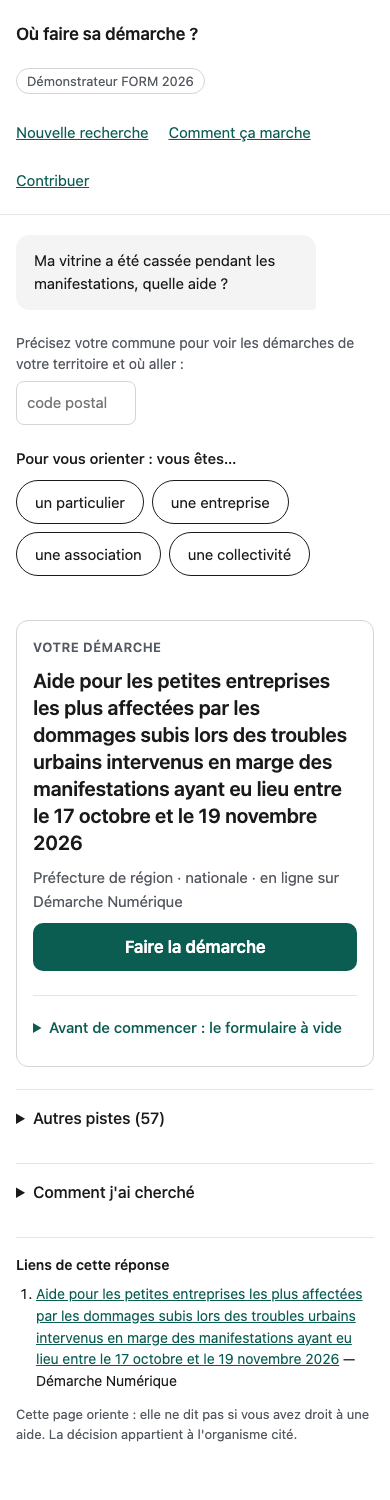 Où faire sa démarche ?
Démonstrateur FORM 2026
Nouvelle recherche
Comment ça marche
Contribuer
Ma vitrine a été cassée pendant les
manifestations, quelle aide ?
Précisez votre commune pour voir les démarches de
votre territoire et où aller :
code postal
Pour vous orienter : vous êtes...
un particulier
une entreprise
une association
une collectivité
VOTRE DÉMARCHE
Aide pour les petites entreprises
les plus affectées par les
dommages subis lors des troubles
urbains intervenus en marge des
manifestations ayant eu lieu entre
le 17 octobre et le 19 novembre
2026
Préfecture de région · nationale · en ligne sur
Démarche Numérique
Faire la démarche
Avant de commencer : le formulaire à vide
Autres pistes (57)
Comment j'ai cherché
Liens de cette réponse
1. Aide pour les petites entreprises les plus affectées
par les dommages subis lors des troubles urbains
intervenus en marge des manifestations ayant eu
lieu entre le 17 octobre et le 19 novembre 2026 —
Démarche Numérique
Cette page oriente : elle ne dit pas si vous avez droit à une
aide. La décision appartient à l'organisme cité.